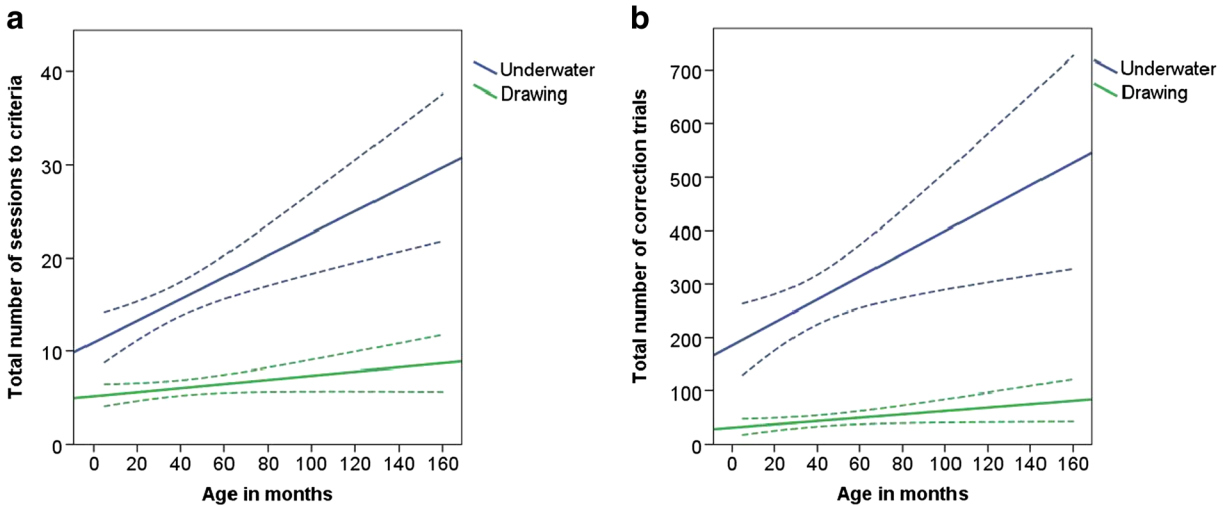 a
Total number of sessions to criteria
40
30
20
10
0
0 20 40 60 80 100 120 140 160
Age in months
Underwater
Drawing
b
Total number of correction trials
700
600
500
400
300
200
100
0
0 20 40 60 80 100 120 140 160
Age in months
Underwater
Drawing